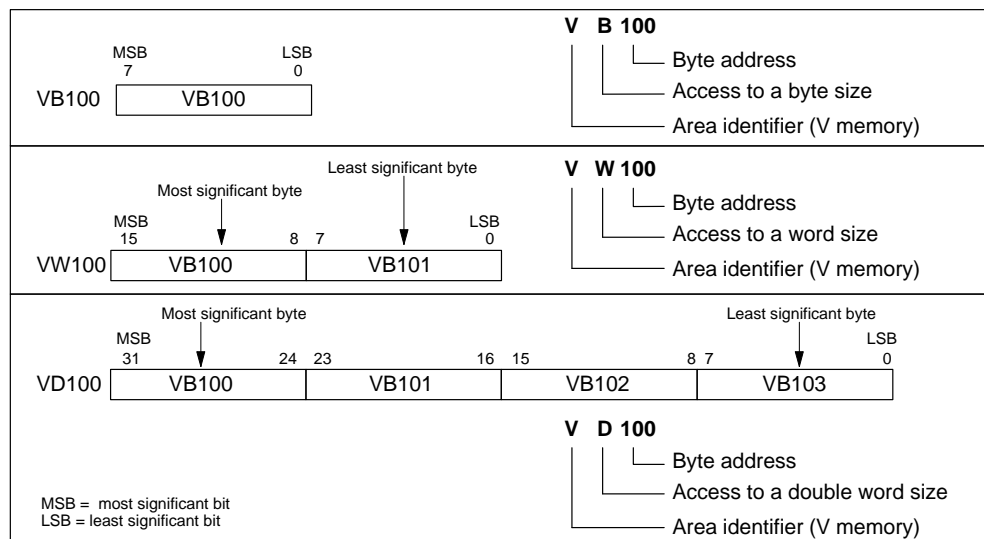 V B 100
MSB LSB
7 0
Byte address
VB100 VB100
Access to a byte size
Area identifier (V memory)
Least significant byte
V W 100
Most significant byte
Byte address
MSB LSB
15 8 7 0
Access to a word size
VW100 VB100 VB101
Area identifier (V memory)
Most significant byte Least significant byte
MSB LSB
31 24 23 16 15 8 7 0
VD100 VB100 VB101 VB102 VB103
V D 100
Byte address
Access to a double word size
MSB = most significant bit
LSB = least significant bit
Area identifier (V memory)